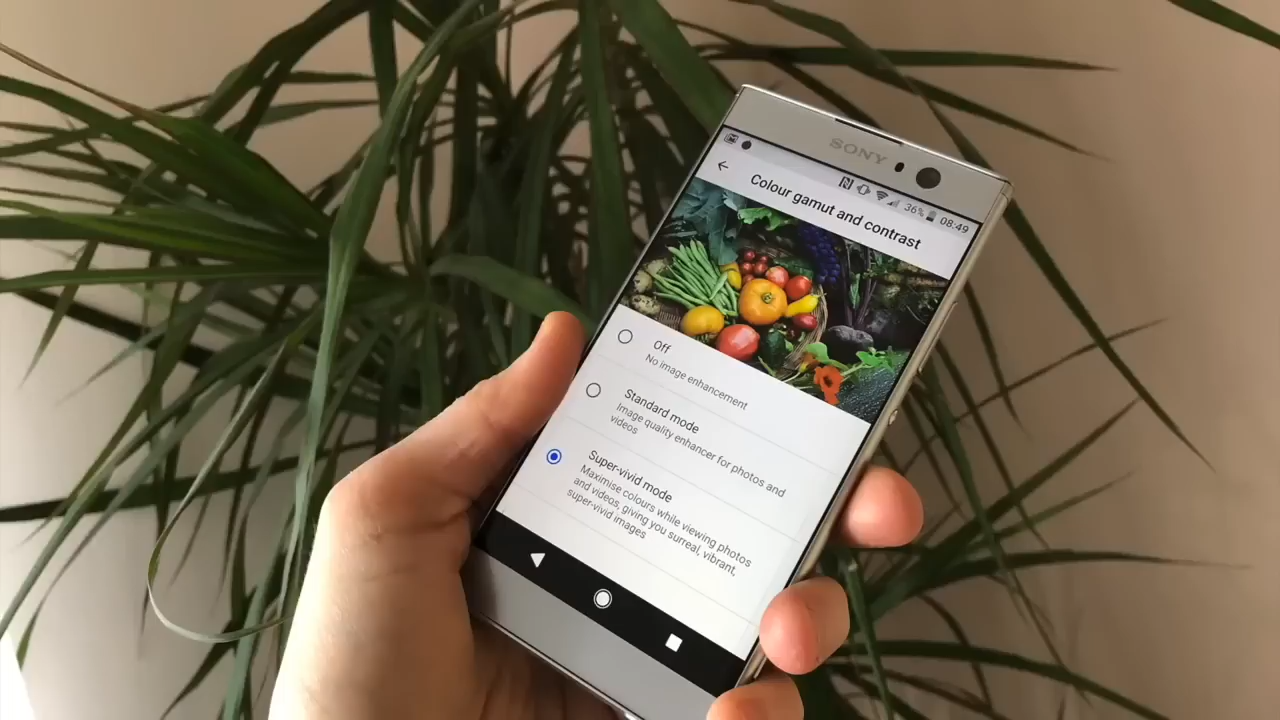 SONY
36% 08:49
Colour gamut and contrast
Off
No image enhancement
Standard mode
Image quality enhancer for photos and
videos
Super-vivid mode
Maximise colours while viewing photos
and videos, giving you surreal, vibrant,
super-vivid images